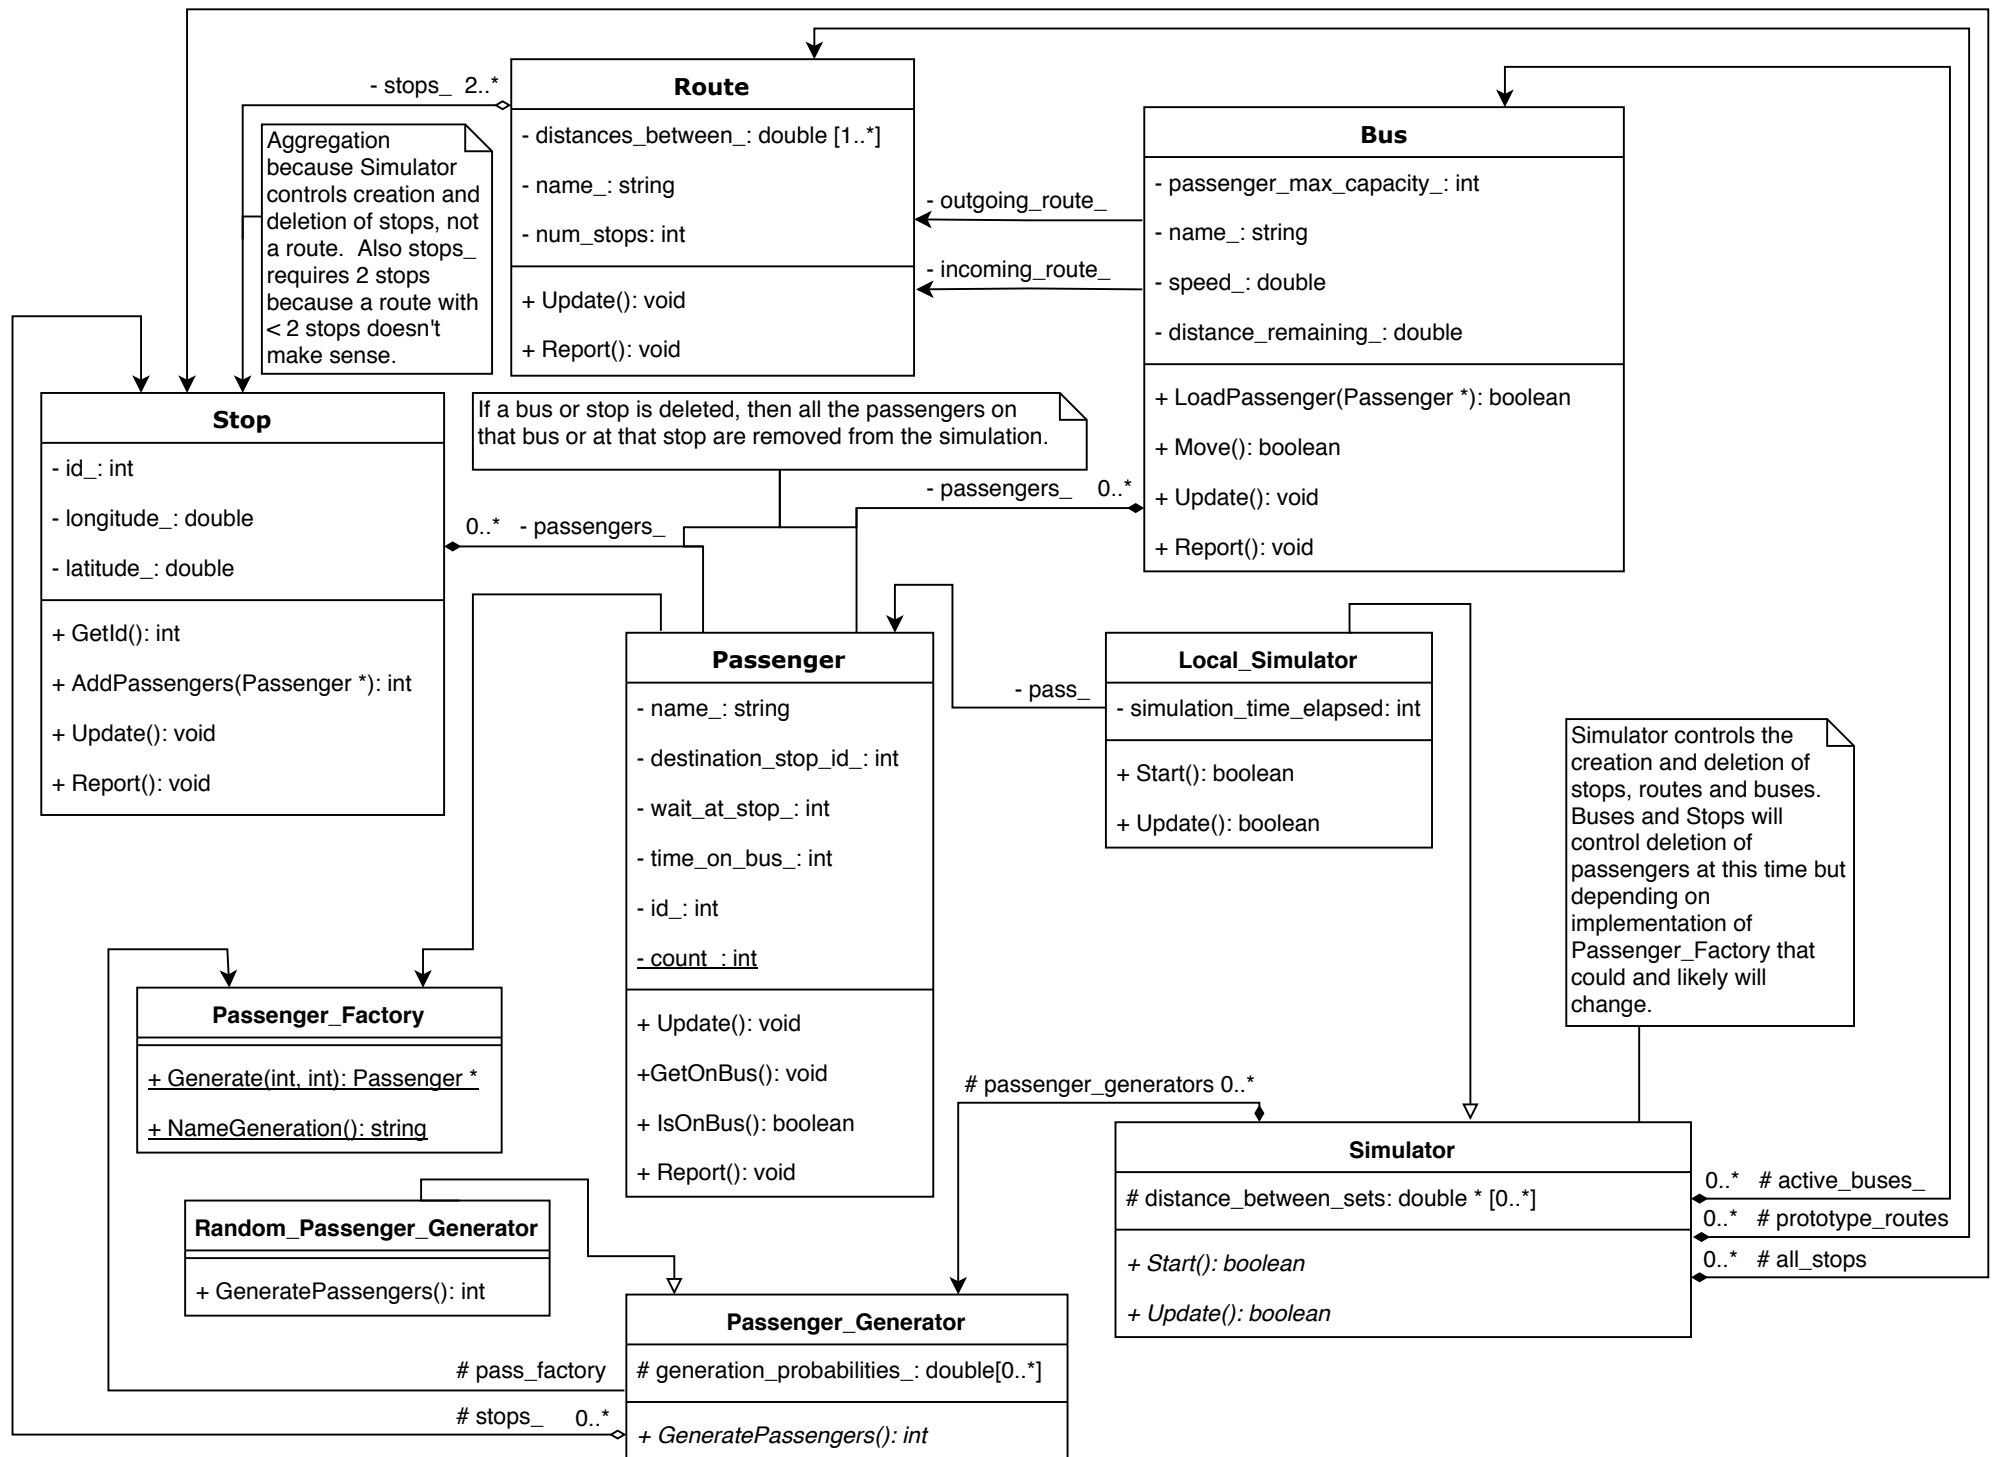 - stops_ 2..*
Route
- distances_between_: double [1..*]
- name_: string
- num_stops: int
+ Update(): void
+ Report(): void
Aggregation
because Simulator
controls creation and
deletion of stops, not
a route. Also stops_
requires 2 stops
because a route with
< 2 stops doesn't
make sense.
- outgoing_route_
- incoming_route_
Bus
- passenger_max_capacity_: int
- name_: string
- speed_: double
- distance_remaining_: double
+ LoadPassenger(Passenger *): boolean
+ Move(): boolean
+ Update(): void
+ Report(): void
Stop
- id_: int
- longitude_: double
- latitude_: double
+ GetId(): int
+ AddPassengers(Passenger *): int
+ Update(): void
+ Report(): void
If a bus or stop is deleted, then all the passengers on
that bus or at that stop are removed from the simulation.
- passengers_ 0..*
0..* - passengers_
Passenger
- name_: string
- destination_stop_id_: int
- wait_at_stop_: int
- time_on_bus_: int
- id_: int
- count_: int
+ Update(): void
+GetOnBus(): void
+ IsOnBus(): boolean
+ Report(): void
- pass_
Local_Simulator
- simulation_time_elapsed: int
+ Start(): boolean
+ Update(): boolean
Simulator controls the
creation and deletion of
stops, routes and buses.
Buses and Stops will
control deletion of
passengers at this time but
depending on
implementation of
Passenger_Factory that
could and likely will
change.
Passenger_Factory
+ Generate(int, int): Passenger *
+ NameGeneration(): string
# passenger_generators 0..*
Simulator
# distance_between_sets: double * [0..*]
+ Start(): boolean
+ Update(): boolean
0..* # active_buses_
0..* # prototype_routes
0..* # all_stops
Random_Passenger_Generator
+ GeneratePassengers(): int
Passenger_Generator
# generation_probabilities_: double[0..*]
+ GeneratePassengers(): int
# pass_factory
# stops_ 0..*